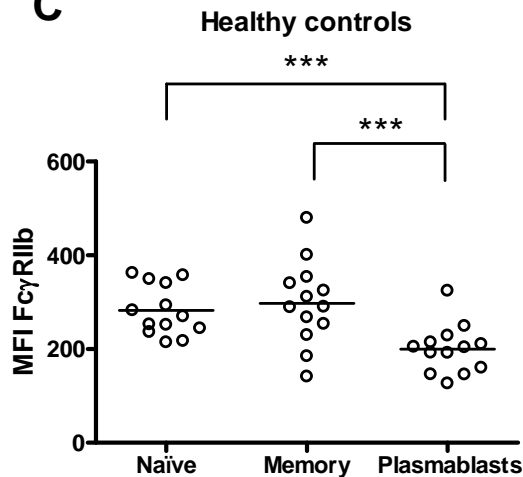 C
Healthy controls
***
***
600
400
200
0
MFI FcγRIIb
Naïve Memory Plasmablasts